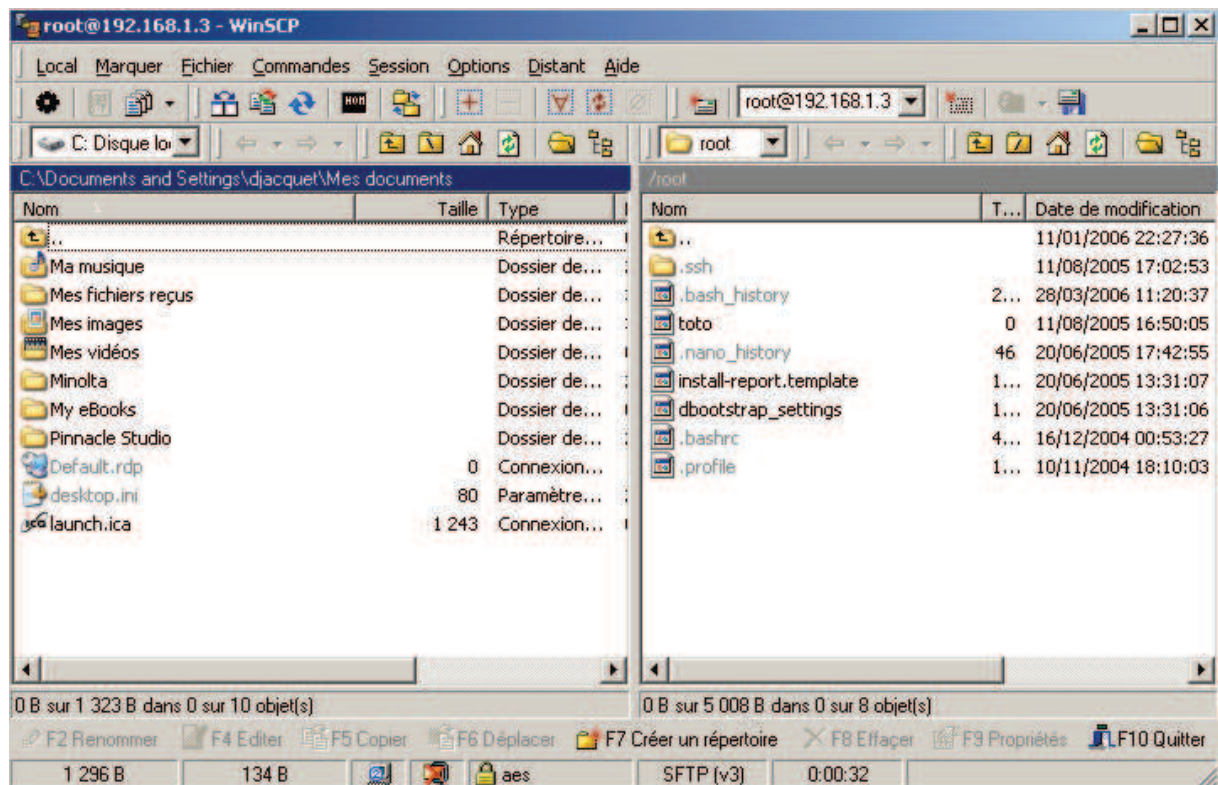 root@192.168.1.3 - WinSCP
Local Marquer Fichier Commandes Session Options Distant Aide
root@192.168.1.3
C: Disque lo
root
C:\Documents and Settings\djacquet\Mes documents
/root
Nom Taille Type
Nom T... Date de modification
.. Répertoire...
.. 11/01/2006 22:27:36
Ma musique Dossier de...
.ssh 11/08/2005 17:02:53
Mes fichiers reçus Dossier de...
.bash_history 2... 28/03/2006 11:20:37
Mes images Dossier de...
toto 0 11/08/2005 16:50:05
Mes vidéos Dossier de...
.nano_history 46 20/06/2005 17:42:55
Minolta Dossier de...
install-report.template 1... 20/06/2005 13:31:07
My eBooks Dossier de...
dbootstrap_settings 1... 20/06/2005 13:31:06
Pinnacle Studio Dossier de...
.bashrc 4... 16/12/2004 00:53:27
Default.rdp 0 Connexion...
.profile 1... 10/11/2004 18:10:03
desktop.ini 80 Paramètre...
launch.ica 1 243 Connexion...
0 B sur 1 323 B dans 0 sur 10 objet(s)
0 B sur 5 008 B dans 0 sur 8 objet(s)
F2 Renommer F4 Editer F5 Copier F6 Déplacer F7 Créer un répertoire F8 Effaçer F9 Propriétés F10 Quitter
1 296 B 134 B aes SFTP (v3) 0:00:32